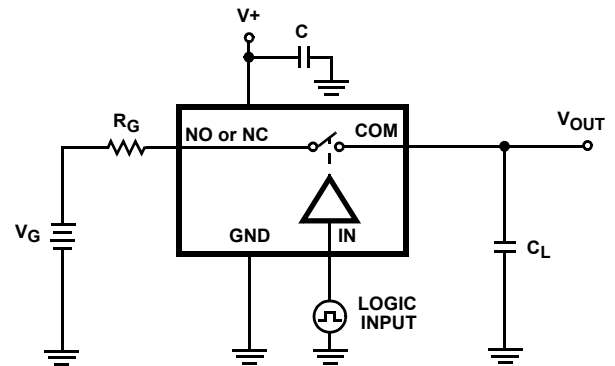 V+
C
RG
NO or NC
COM
VOUT
VG
GND
IN
CL
LOGIC
INPUT